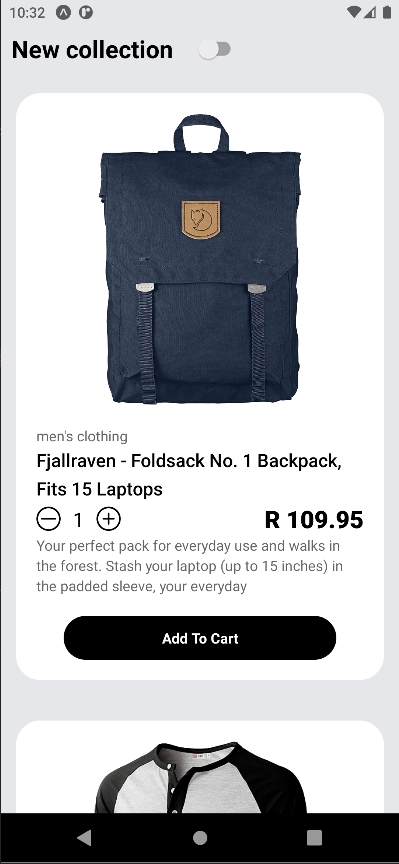 10:32
New collection
men's clothing
Fjallraven - Foldsack No. 1 Backpack,
Fits 15 Laptops
1
R 109.95
Your perfect pack for everyday use and walks in
the forest. Stash your laptop (up to 15 inches) in
the padded sleeve, your everyday
Add To Cart